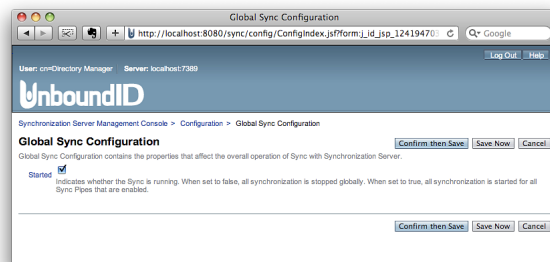 Global Sync Configuration
http://localhost:8080/sync/config/ConfigIndex.jsf?form:j_id_jsp_124194703
Google
Log Out Help
User: cn=Directory Manager Server: localhost:7389
UnboundID
Synchronization Server Management Console > Configuration > Global Sync Configuration
Global Sync Configuration
Confirm then Save Save Now Cancel
Global Sync Configuration contains the properties that affect the overall operation of Sync with Synchronization Server.
Started
Indicates whether the Sync is running. When set to false, all synchronization is stopped globally. When set to true, all synchronization is started for all
Sync Pipes that are enabled.
Confirm then Save Save Now Cancel